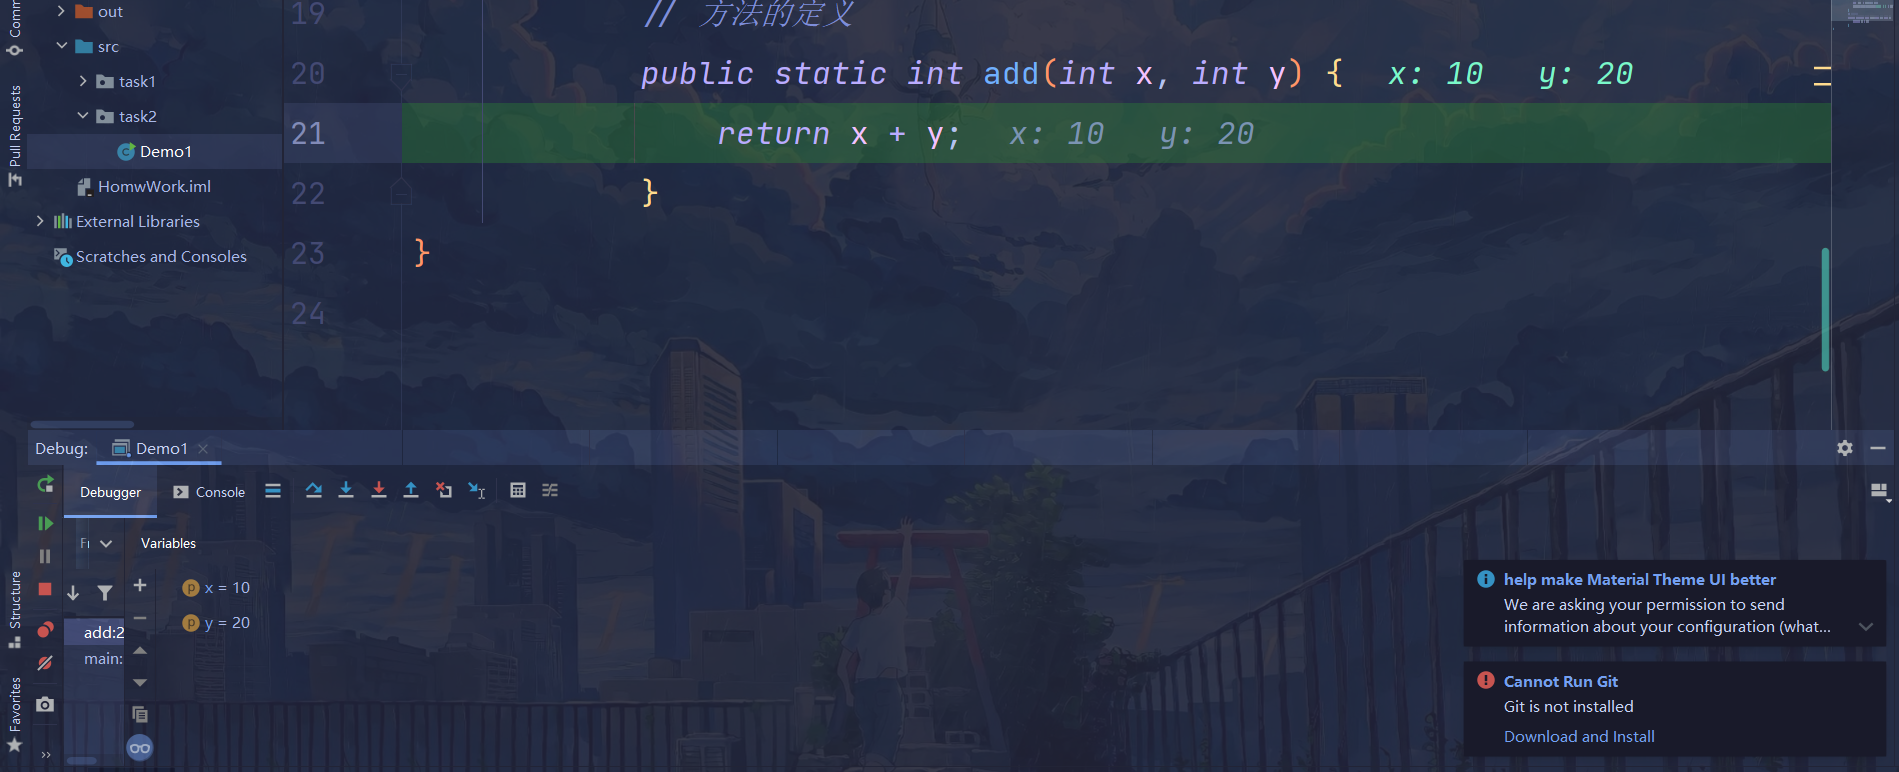 Comm
Pull Requests
Structure
Favorites
out
src
task1
task2
Demo1
HomwWork.iml
External Libraries
Scratches and Consoles
19 // 方法的定义
20 public static int add(int x, int y) { x: 10 y: 20
21 return x + y; x: 10 y: 20
22 }
23 }
24
Debug: Demo1
Debugger Console
Variables
x = 10
y = 20
add:2
main:
help make Material Theme UI better
We are asking your permission to send
information about your configuration (what...
Cannot Run Git
Git is not installed
Download and Install